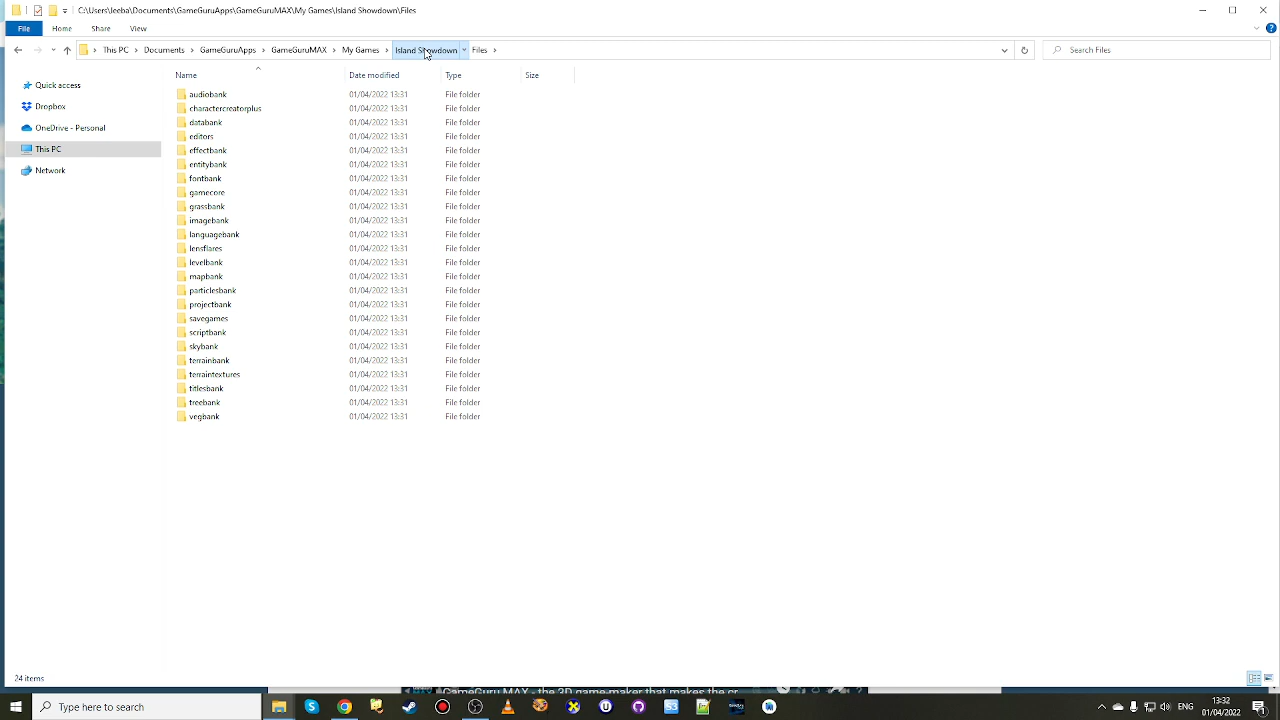 C:\Users\leeba\Documents\GameGuruApps\GameGuruMAX\My Games\Island Showdown\Files
File Home Share View
This PC Documents GameGuruApps GameGuruMAX My Games Island Showdown Files Search Files
Name Date modified Type Size
Quick access
Dropbox
OneDrive - Personal
This PC
Network
audiobank 01/04/2022 13:31 File folder
charactercreatorplus 01/04/2022 13:31 File folder
databank 01/04/2022 13:31 File folder
editors 01/04/2022 13:31 File folder
effectbank 01/04/2022 13:31 File folder
entitybank 01/04/2022 13:31 File folder
fontbank 01/04/2022 13:31 File folder
gamecore 01/04/2022 13:31 File folder
grassbank 01/04/2022 13:31 File folder
imagebank 01/04/2022 13:31 File folder
languagebank 01/04/2022 13:31 File folder
lensflares 01/04/2022 13:31 File folder
levelbank 01/04/2022 13:31 File folder
mapbank 01/04/2022 13:31 File folder
particlesbank 01/04/2022 13:31 File folder
projectbank 01/04/2022 13:31 File folder
savegames 01/04/2022 13:31 File folder
scriptbank 01/04/2022 13:31 File folder
skybank 01/04/2022 13:31 File folder
terrainbank 01/04/2022 13:31 File folder
terraintextures 01/04/2022 13:31 File folder
titlesbank 01/04/2022 13:31 File folder
treebank 01/04/2022 13:31 File folder
vegbank 01/04/2022 13:31 File folder
24 items
GameGuru MAX - the 3D game-maker that makes the
Type here to search
ENG
13:32
01/04/2022